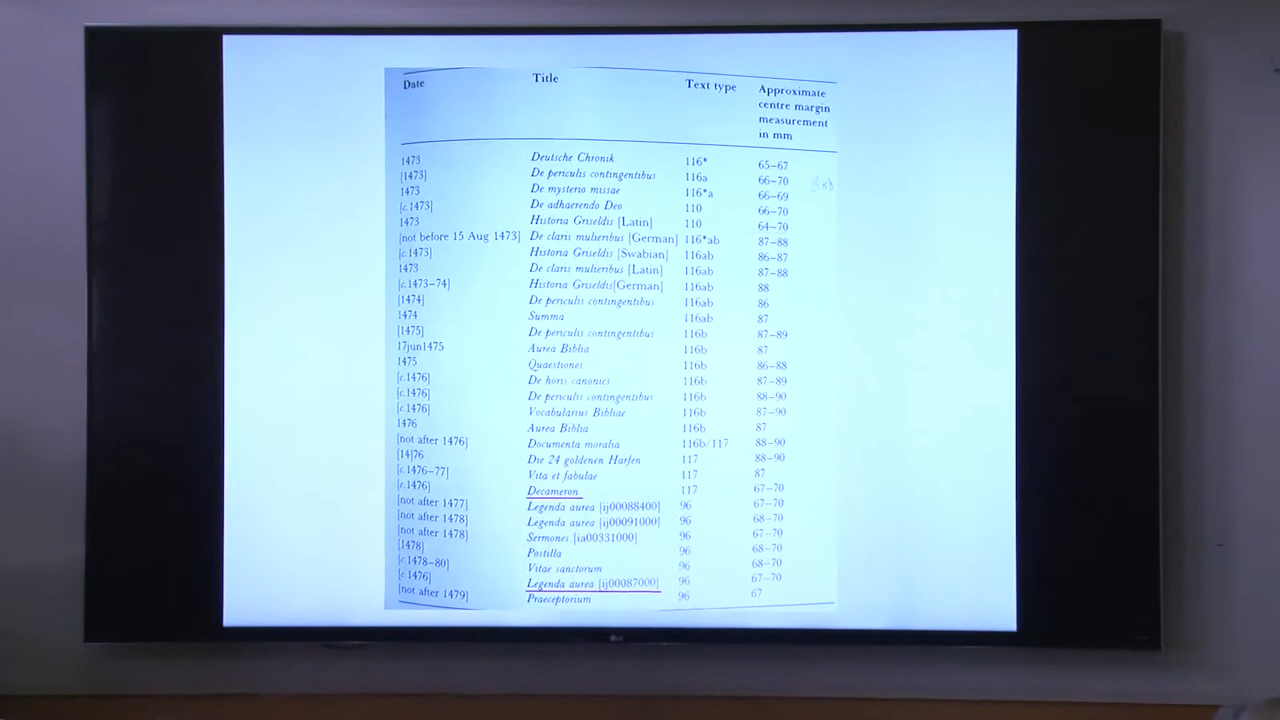 Date Title Text type Approximate
centre margin
measurement
in mm
1473 Deutsche Chronik 116* 65–67
[1473] De periculis contingentibus 116a 66–70
1473 De mysterio missae 116*a 66–69
[c.1473] De adhaerendo Deo 110 66–70
1473 Historia Griseldis [Latin] 110 64–70
[not before 15 Aug 1473] De claris mulieribus [German] 116*ab 87–88
[c.1473] Historia Griseldis [Swabian] 116ab 86–87
1473 De claris mulieribus [Latin] 116ab 87–88
[c.1473–74] Historia Griseldis[German] 116ab 88
[1474] De periculis contingentibus 116ab 86
1474 Summa 116ab 87
[1475] De periculis contingentibus 116b 87–89
17jun1475 Aurea Biblia 116b 87
1475 Quaestiones 116b 86–88
[c.1476] De horis canonics 116b 87–89
[c.1476] De periculis contingentibus 116b 88–90
[c.1476] Vocabularius Bibliae 116b 87–90
1476 Aurea Biblia 116b 87
[not after 1476] Documenta moralia 116b/117 88–90
[14]76 Die 24 goldenen Harfen 117 88–90
[c.1476–77] Vita et fabulae 117 87
[c.1476] Decameron 117 67–70
[not after 1477] Legenda aurea [ij00088400] 96 67–70
[not after 1478] Legenda aurea [ij00091000] 96 68–70
[not after 1478] Sermones [ia00331000] 96 67–70
[1478] Postilla 96 68–70
[c.1478–80] Vitae sanctorum 96 68–70
[c.1476] Legenda aurea [ij00087000] 96 67–70
[not after 1479] Praeceptorium 96 67
LG